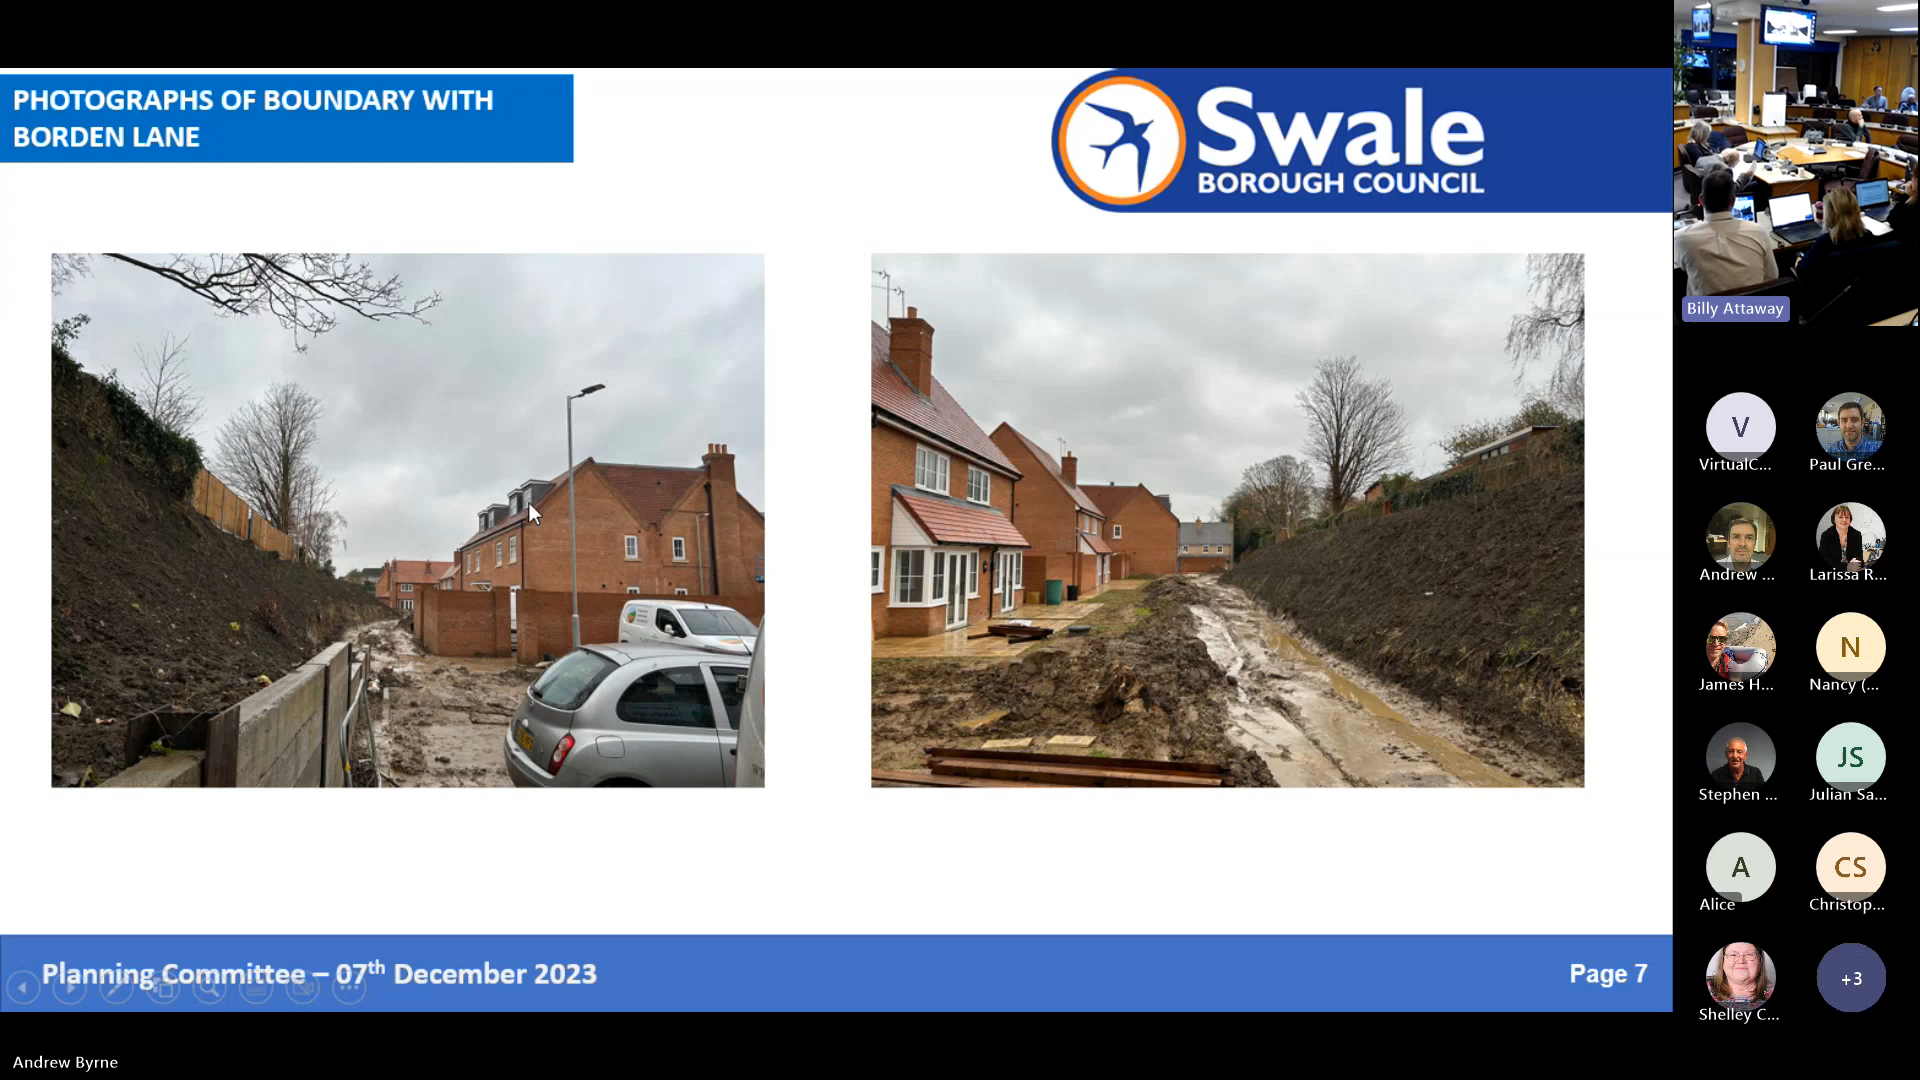 PHOTOGRAPHS OF BOUNDARY WITH
BORDEN LANE
Swale
BOROUGH COUNCIL
Billy Attaway
V
VirtualC...
Paul Gre...
Andrew ...
Larissa R...
James H...
N
Nancy (...
Stephen ...
JS
Julian Sa...
A
Alice
CS
Christop...
Shelley C...
+3
Planning Committee – 07th December 2023
Page 7
Andrew Byrne